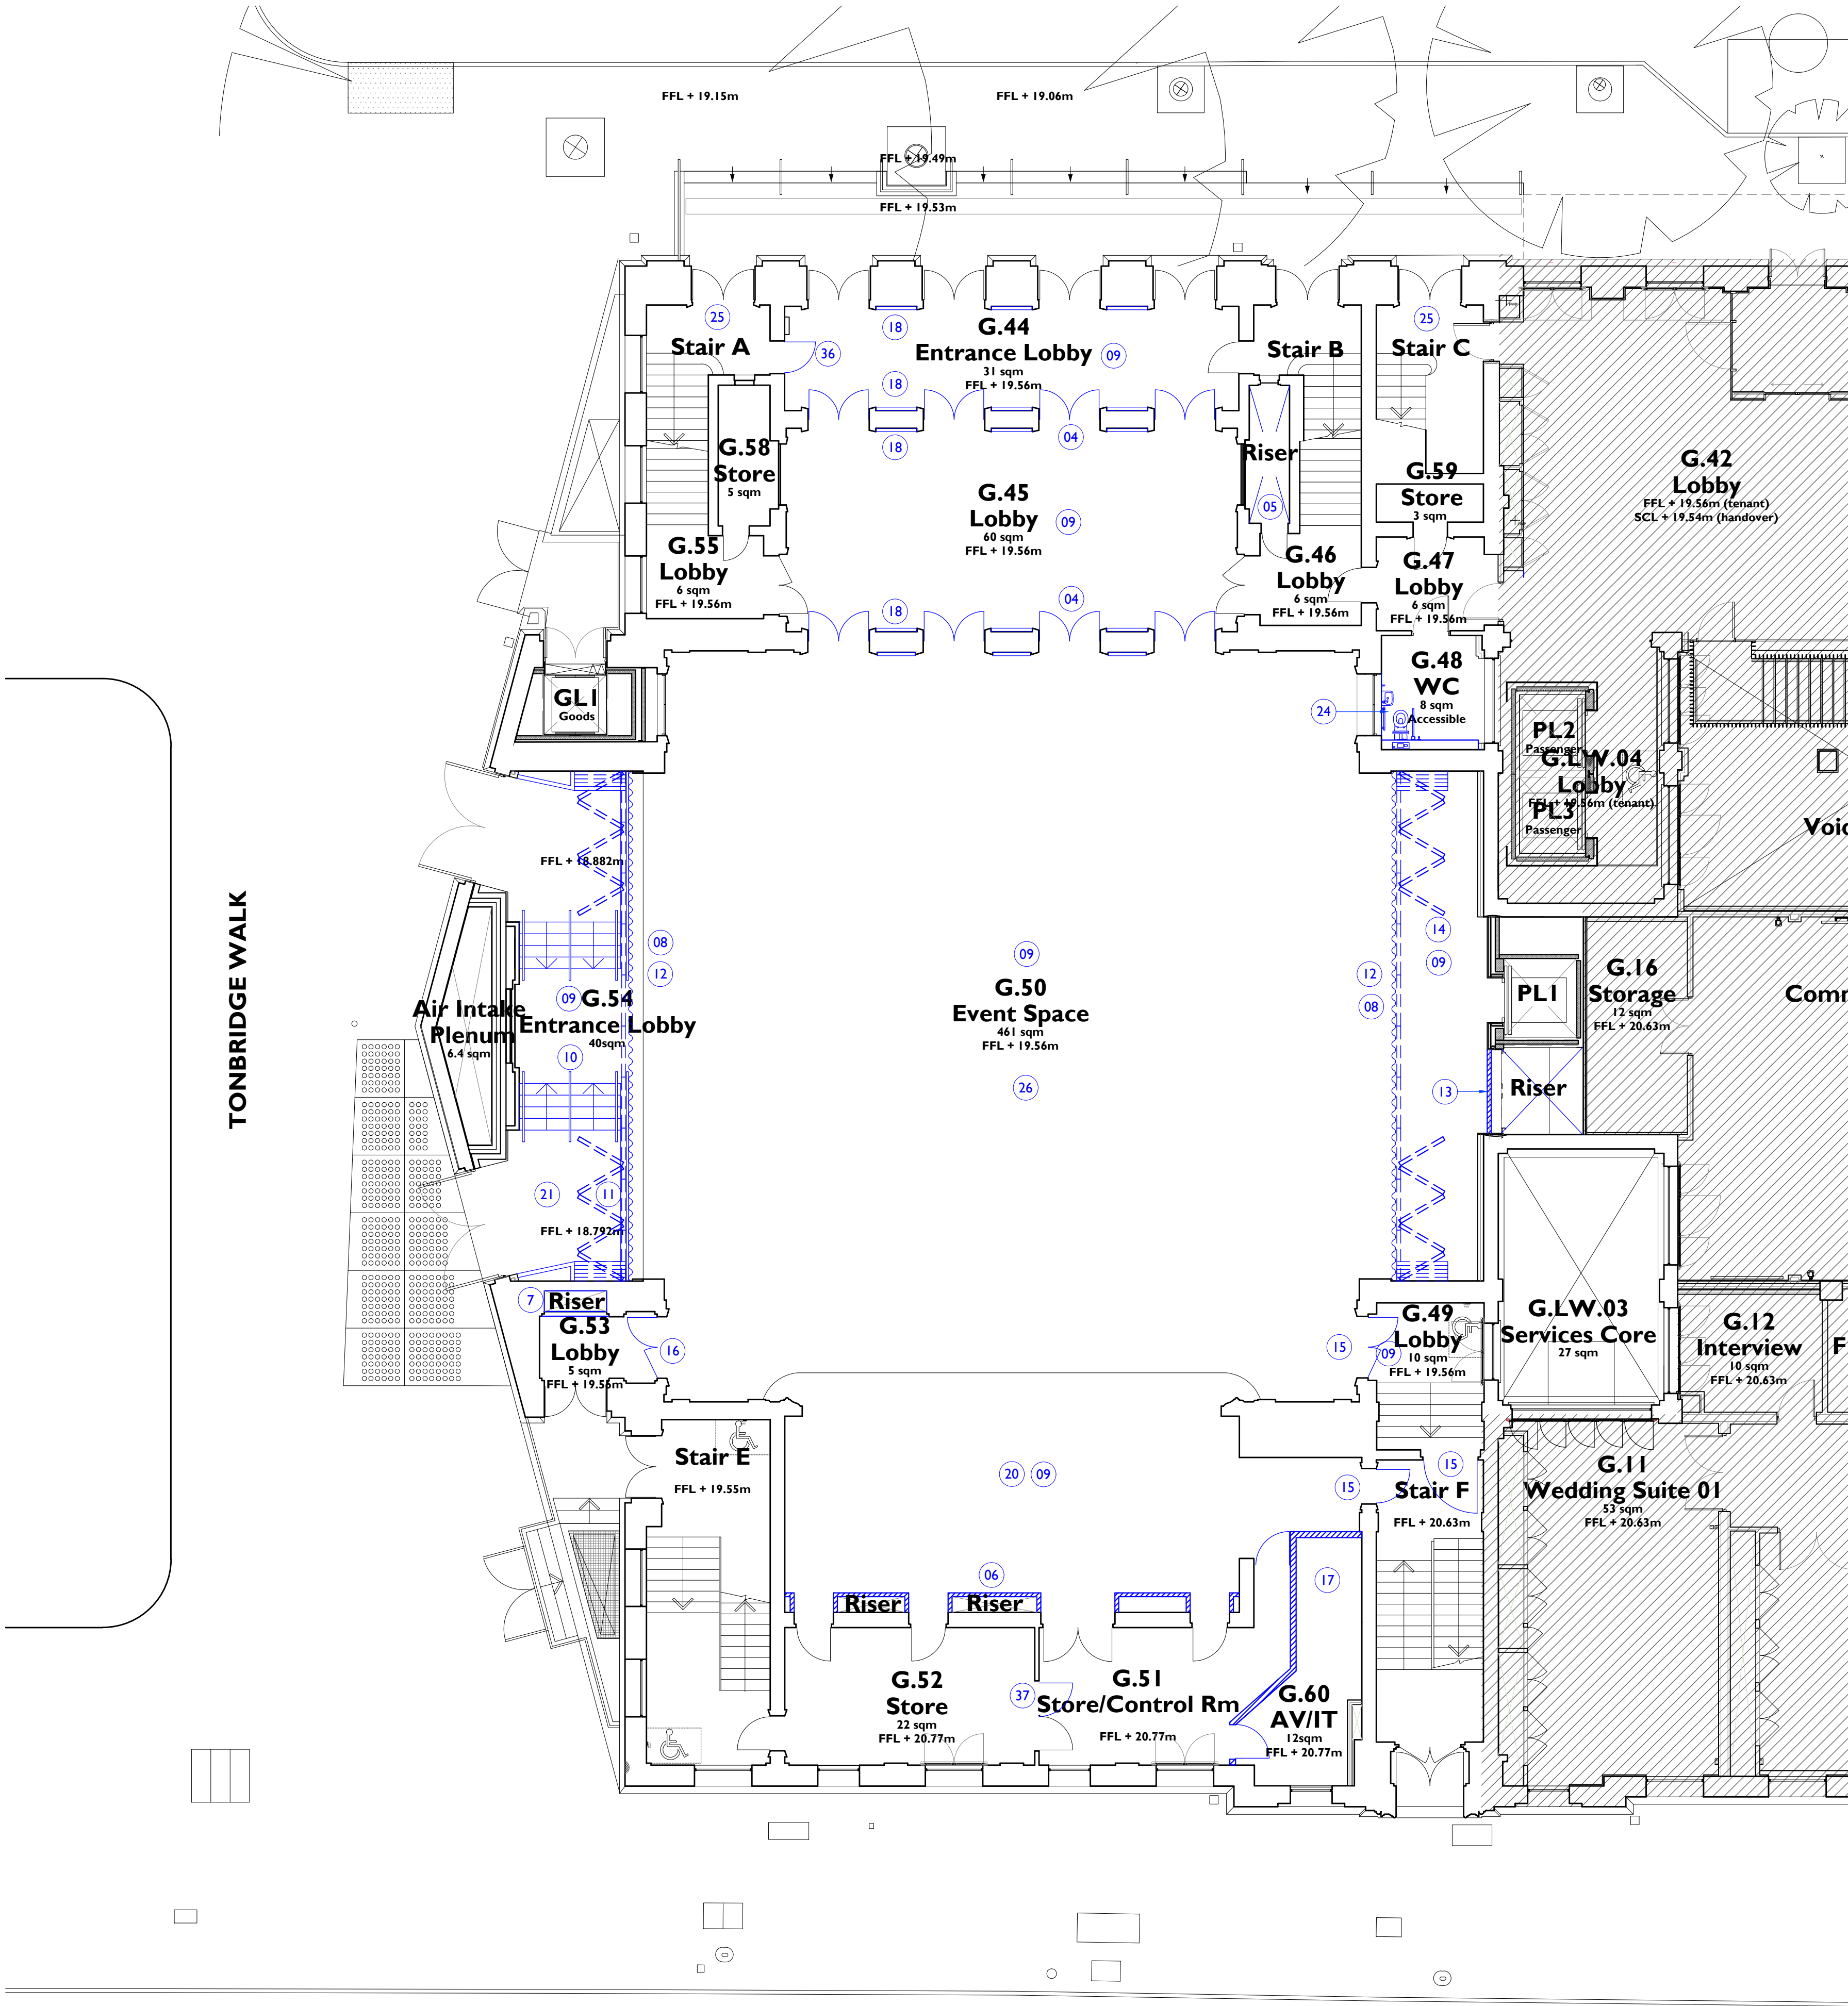 FFL + 19.15m
FFL + 19.06m
FFL + 19.49m
FFL + 19.53m
25
Stair A
36
18
G.44
Entrance Lobby
31 sqm
FFL + 19.56m
09
18
Stair B
25
Stair C
18
04
G.58
Store
5 sqm
Riser
05
G.45
Lobby
60 sqm
FFL + 19.56m
09
G.59
Store
3 sqm
G.42
Lobby
FFL + 19.56m (tenant)
SCL + 19.54m (handover)
G.55
Lobby
6 sqm
FFL + 19.56m
18
04
G.46
Lobby
6 sqm
FFL + 19.56m
G.47
Lobby
6 sqm
FFL + 19.56m
GL1
Goods
24
G.48
WC
8 sqm
Accessible
PL2
Passenger
G.LW.04
Lobby
FFL + 19.56m (tenant)
PL3
Passenger
FFL + 18.882m
TONBRIDGE WALK
08
12
09
G.54
Entrance Lobby
40sqm
10
Air Intake
Plenum
6.4 sqm
09
G.50
Event Space
461 sqm
FFL + 19.56m
26
14
09
12
08
PL1
G.16
Storage
12 sqm
FFL + 20.63m
13
Riser
21
11
FFL + 18.792m
7
Riser
G.53
Lobby
5 sqm
16
15
09
G.49
Lobby
10 sqm
FFL + 19.56m
G.LW.03
Services Core
27 sqm
G.12
Interview
10 sqm
FFL + 20.63m
Stair E
FFL + 19.55m
20
09
15
15
Stair F
FFL + 20.63m
G.11
Wedding Suite 01
53 sqm
FFL + 20.63m
06
Riser
Riser
17
G.52
Store
22 sqm
FFL + 20.77m
37
G.51
Store/Control Rm
FFL + 20.77m
G.60
AV/IT
12sqm
FFL + 20.77m